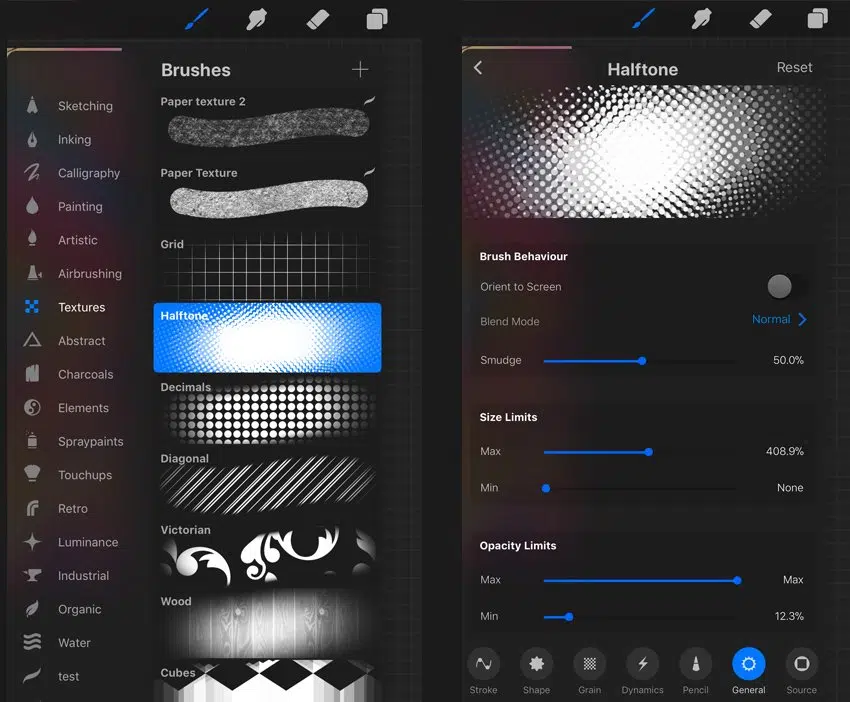 Brushes
Sketching
Inking
Calligraphy
Painting
Artistic
Airbrushing
Textures
Abstract
Charcoals
Elements
Spraypaints
Touchups
Retro
Luminance
Industrial
Organic
Water
test
Paper texture 2
Paper Texture
Grid
Halftone
Decimals
Diagonal
Victorian
Wood
Cubes
Halftone Reset
Brush Behaviour
Orient to Screen
Blend Mode Normal
Smudge 50.0%
Size Limits
Max 408.9%
Min None
Opacity Limits
Max Max
Min 12.3%
Stroke Shape Grain Dynamics Pencil General Source